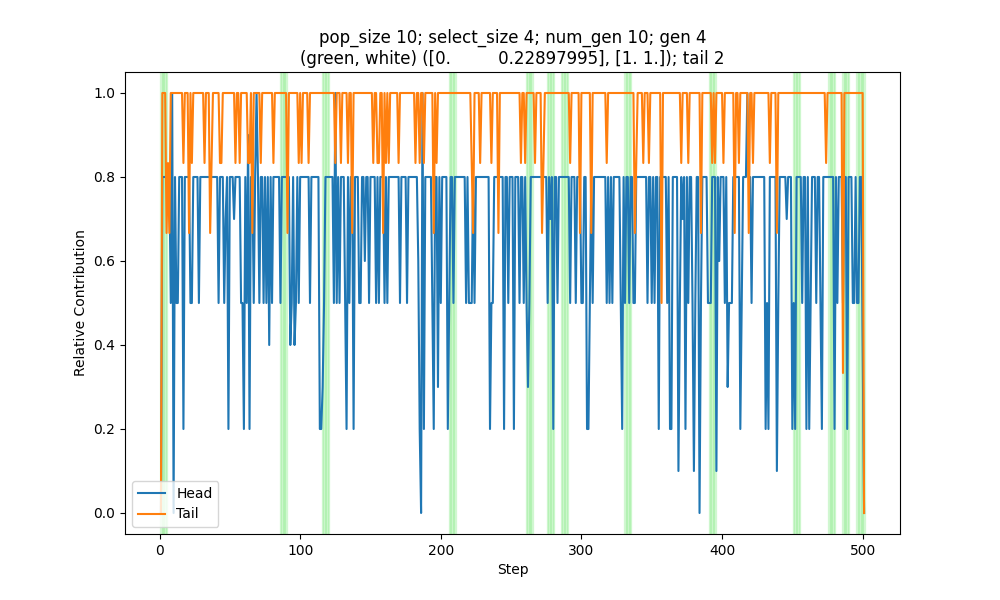 pop_size 10; select_size 4; num_gen 10; gen 4
(green, white) ([0.         0.22897995], [1. 1.]); tail 2
1.0
0.8
0.6
0.4
0.2
0.0
Relative Contribution
Head
Tail
0
100
200
300
400
500
Step